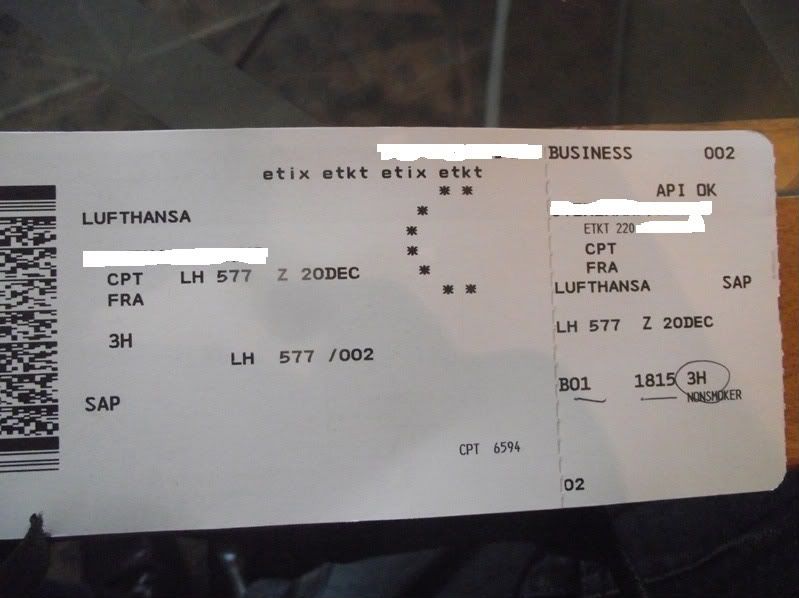 BUSINESS 002
etix etkt etix etkt
API OK
LUFTHANSA
ETKT 220
CPT LH 577 Z 20DEC
FRA
CPT
FRA
LUFTHANSA SAP
3H
LH 577 /002
LH 577 Z 20DEC
SAP
B01 1815 3H
NONSMOKER
CPT 6594
02